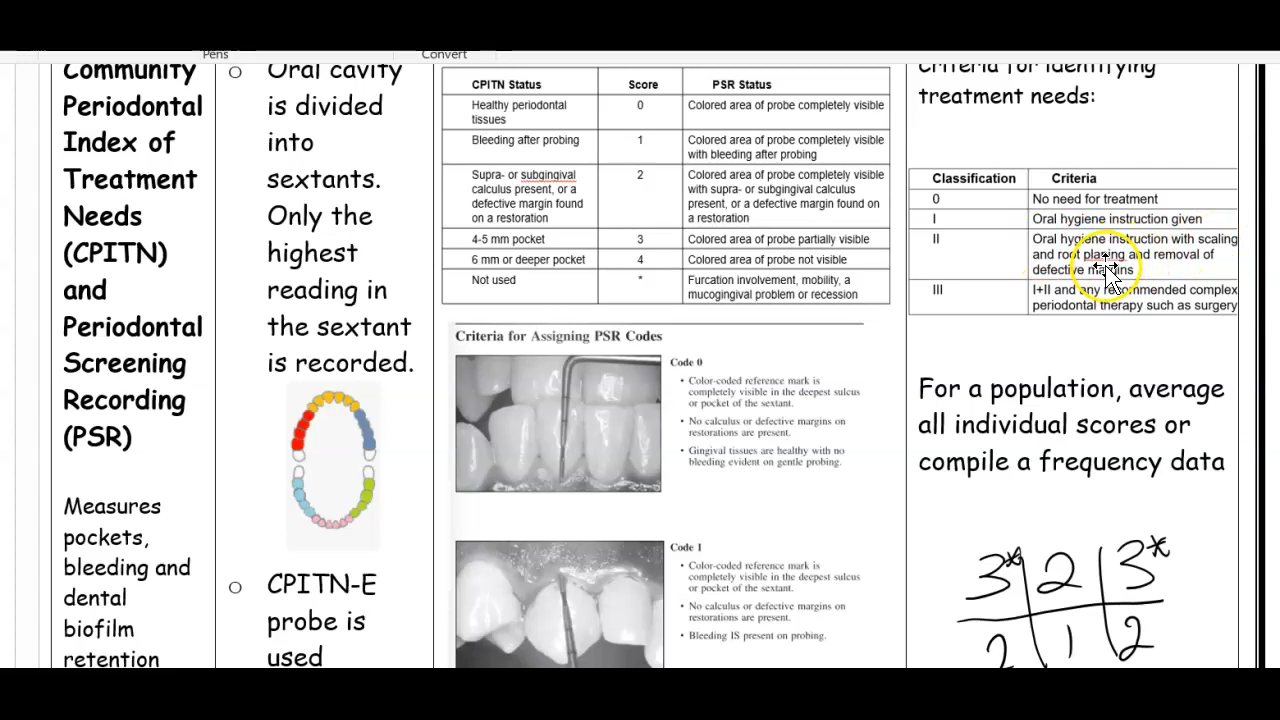 Pens
Convert
Community
Periodontal
Index of
Treatment
Needs
(CPITN)
and
Periodontal
Screening
Recording
(PSR)
Measures
pockets,
bleeding and
dental
biofilm
retention
o Oral cavity
is divided
into
sextants.
Only the
highest
reading in
the sextant
is recorded.
o CPITN-E
probe is
used
CPITN Status Score PSR Status
Healthy periodontal 0 Colored area of probe completely visible
tissues
Bleeding after probing 1 Colored area of probe completely visible
with bleeding after probing
Supra- or subgingival 2 Colored area of probe completely visible
calculus present, or a with supra- or subgingival calculus
defective margin found present, or a defective margin found on
on a restoration a restoration
4-5 mm pocket 3 Colored area of probe partially visible
6 mm or deeper pocket 4 Colored area of probe not visible
Not used * Furcation involvement, mobility, a
mucogingival problem or recession
Criteria for Assigning PSR Codes
Code 0
• Color-coded reference mark is
completely visible in the deepest sulcus
or pocket of the sextant.
• No calculus or defective margins on
restorations are present.
• Gingival tissues are healthy with no
bleeding evident on gentle probing.
Code 1
• Color-coded reference mark is
completely visible in the deepest sulcus
or pocket of the sextant.
• No calculus or defective margins on
restorations are present.
• Bleeding IS present on probing.
Criteria for identifying
treatment needs:
Classification Criteria
0 No need for treatment
I Oral hygiene instruction given
II Oral hygiene instruction with scaling
and root planing and removal of
defective margins
III I+II and any recommended complex
periodontal therapy such as surgery
For a population, average
all individual scores or
compile a frequency data
3* 2 3*
2 1 2